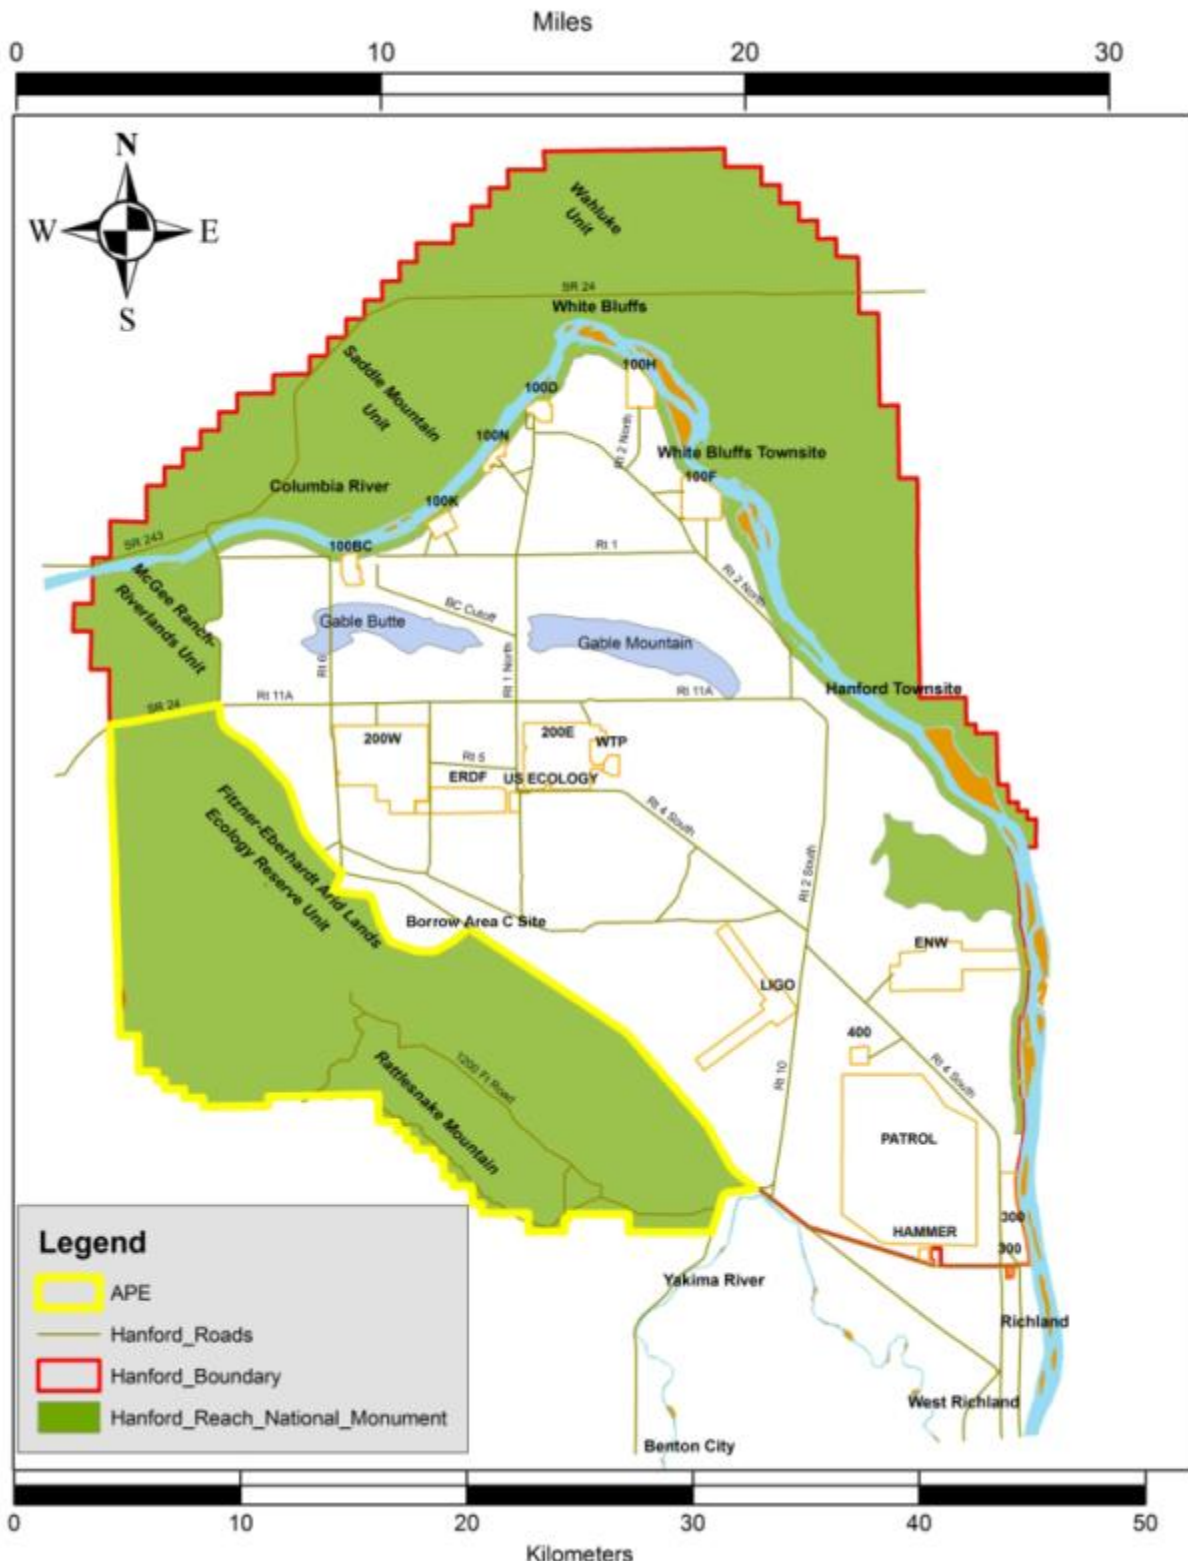 Miles
0 10 20 30
N
W E
S
Wahluke
Unit
SR 24
White Bluffs
Saddle Mountain
Unit
100H
100D
100N
Rt 2 North
White Bluffs Townsite
100F
Columbia River
100K
SR 243
100BC
Rt 1
McGee Ranch-
Riverlands Unit
Rt 2 North
BC Cutoff
Gable Butte
Gable Mountain
Rt 6
Rt 1 North
Hanford Townsite
SR 24
Rt 11A
Rt 11A
200W
200E
WTP
Rt 5
ERDF
US ECOLOGY
Fitzner-Eberhardt Arid Lands
Ecology Reserve Unit
Rt 4 South
Rt 2 South
Borrow Area C Site
ENW
LIGO
400
Rattlesnake Mountain
1200 Ft Road
Rt 10
Rt 4 South
PATROL
300
HAMMER
300
Yakima River
Richland
West Richland
Benton City
Legend
APE
Hanford_Roads
Hanford_Boundary
Hanford_Reach_National_Monument
0 10 20 30 40 50
Kilometers